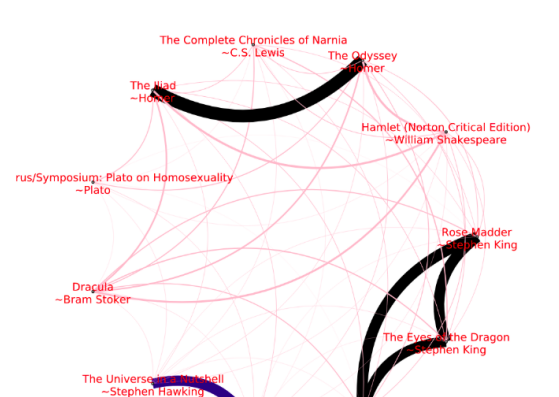 The Complete Chronicles of Narnia
~C.S. Lewis
The Odyssey
~Homer
The Iliad
~Homer
Hamlet (Norton Critical Edition)
~William Shakespeare
rus/Symposium: Plato on Homosexuality
~Plato
Rose Madder
~Stephen King
Dracula
~Bram Stoker
The Eyes of the Dragon
~Stephen King
The Universe in a Nutshell
~Stephen Hawking